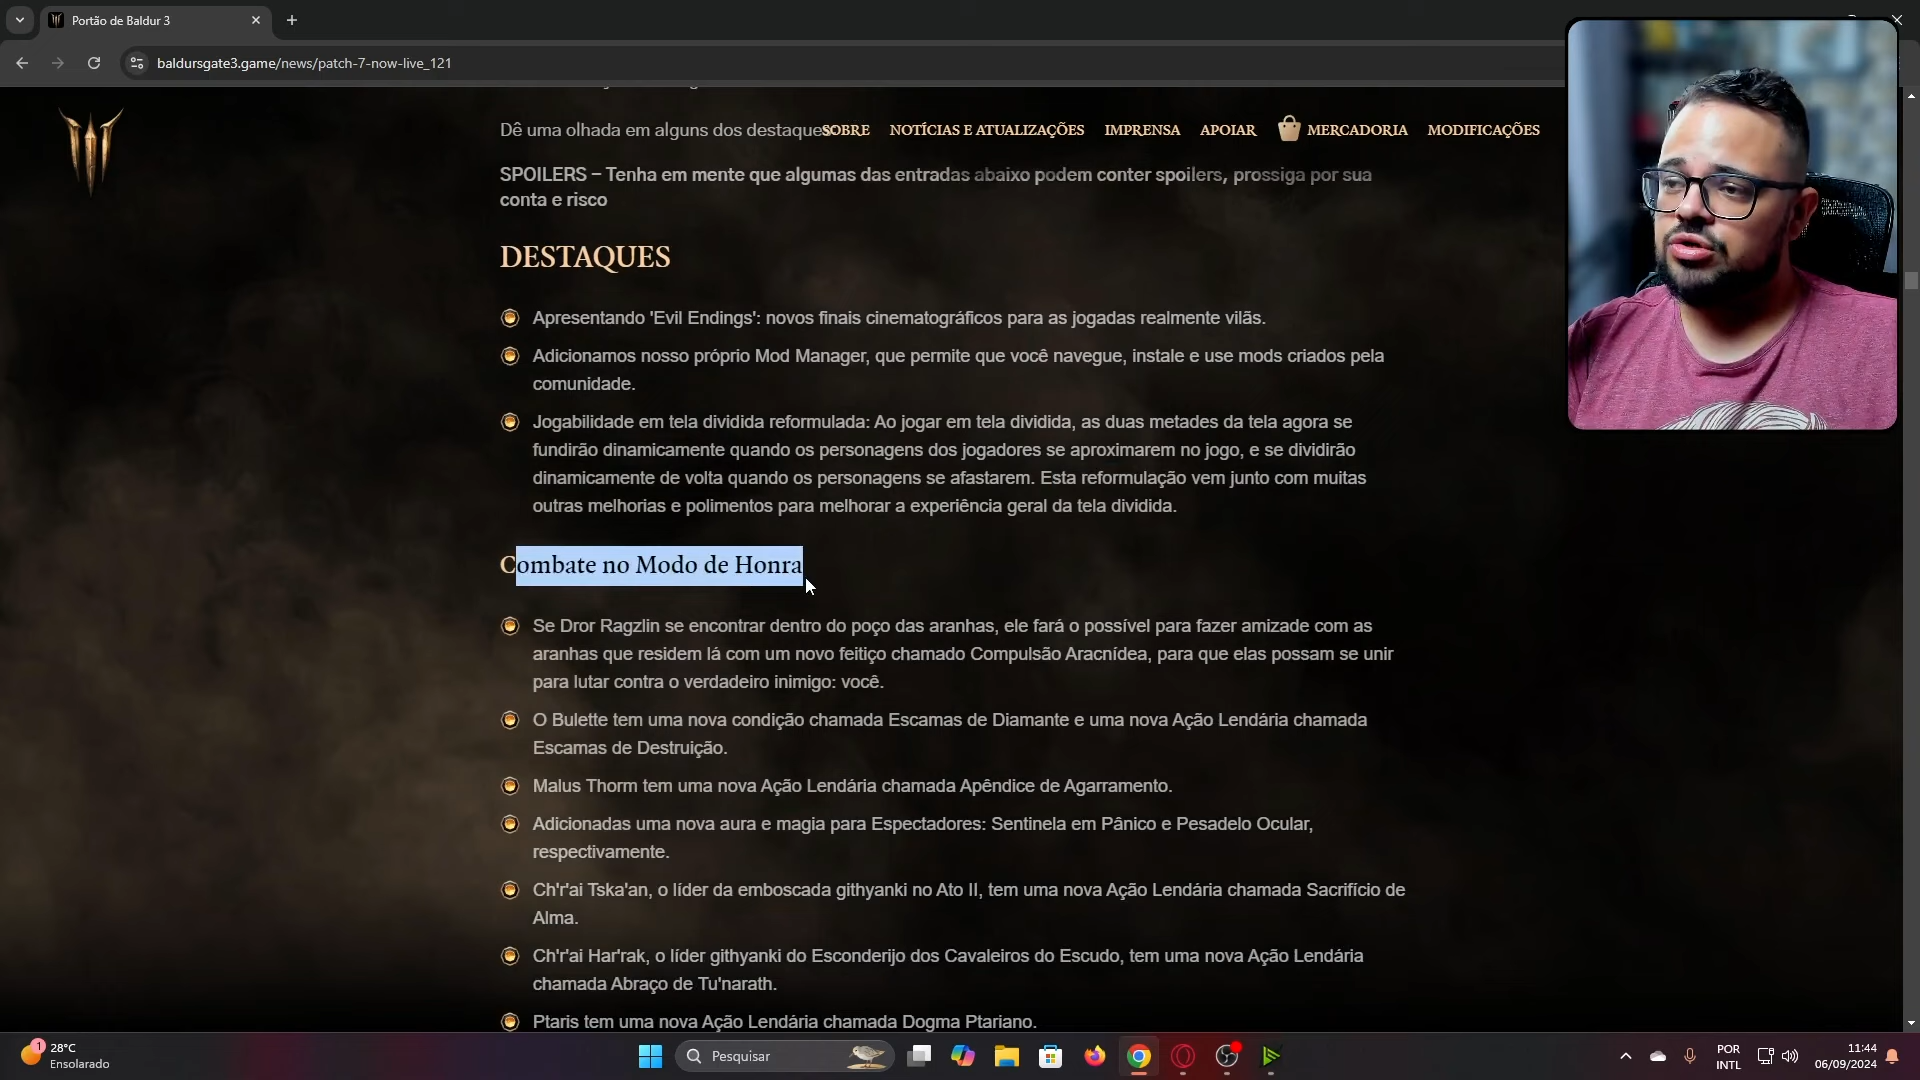 Portão de Baldur 3
baldursgate3.game/news/patch-7-now-live_121
Dê uma olhada em alguns dos destaques
SOBRE
NOTÍCIAS E ATUALIZAÇÕES
IMPRENSA
APOIAR
MERCADORIA
MODIFICAÇÕES
SPOILERS – Tenha em mente que algumas das entradas abaixo podem conter spoilers, prossiga por sua
conta e risco
DESTAQUES
Apresentando 'Evil Endings': novos finais cinematográficos para as jogadas realmente vilãs.
Adicionamos nosso próprio Mod Manager, que permite que você navegue, instale e use mods criados pela
comunidade.
Jogabilidade em tela dividida reformulada: Ao jogar em tela dividida, as duas metades da tela agora se
fundirão dinamicamente quando os personagens dos jogadores se aproximarem no jogo, e se dividirão
dinamicamente de volta quando os personagens se afastarem. Esta reformulação vem junto com muitas
outras melhorias e polimentos para melhorar a experiência geral da tela dividida.
Combate no Modo de Honra
Se Dror Ragzlin se encontrar dentro do poço das aranhas, ele fará o possível para fazer amizade com as
aranhas que residem lá com um novo feitiço chamado Compulsão Aracnídea, para que elas possam se unir
para lutar contra o verdadeiro inimigo: você.
O Bulette tem uma nova condição chamada Escamas de Diamante e uma nova Ação Lendária chamada
Escamas de Destruição.
Malus Thorm tem uma nova Ação Lendária chamada Apêndice de Agarramento.
Adicionadas uma nova aura e magia para Espectadores: Sentinela em Pânico e Pesadelo Ocular,
respectivamente.
Ch'r'ai Tska'an, o líder da emboscada githyanki no Ato II, tem uma nova Ação Lendária chamada Sacrifício de
Alma.
Ch'r'ai Har'rak, o líder githyanki do Esconderijo dos Cavaleiros do Escudo, tem uma nova Ação Lendária
chamada Abraço de Tu'narath.
Ptaris tem uma nova Ação Lendária chamada Dogma Ptariano.
1
28°C
Ensolarado
Pesquisar
POR
INTL
11:44
06/09/2024